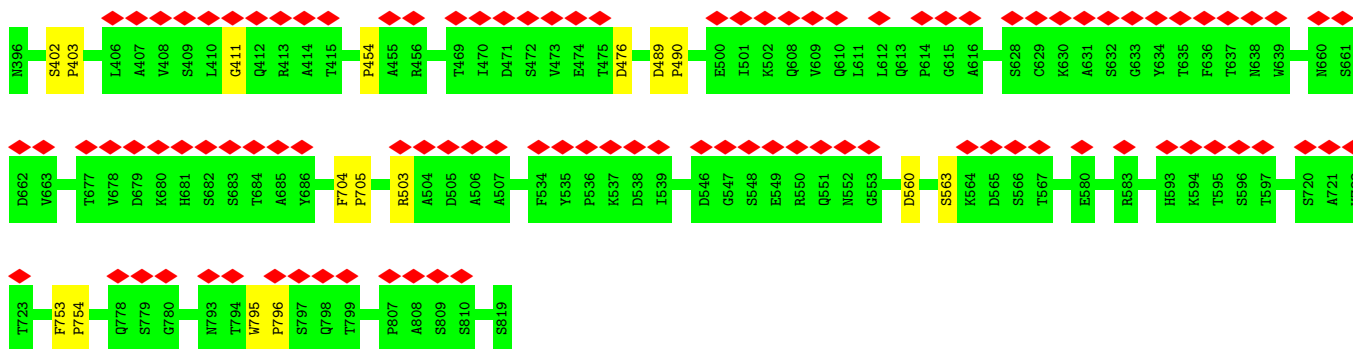 N396 S402 P403 L406 A407 V408 S409 L410 G411 Q412 R413 A414 T415 P454 A455 R456 T469 I470 D471 S472 V473 E474 T475 D476 D489 P490 E500 I501 K502 Q608 V609 Q610 L611 L612 Q613 P614 G615 A616 S628 C629 K630 A631 S632 G633 Y634 T635 F636 T637 N638 W639 N660 S661
D662 V663 T677 V678 D679 K680 H681 S682 S683 T684 A685 Y686 F704 P705 R503 A504 D505 A506 A507 F534 Y535 P536 K537 D538 I539 D546 G547 S548 E549 R550 Q551 N552 G553 D560 S563 K564 D565 S566 T567 E580 R583 H593 K594 T595 S596 T597 S720 A721
T723 F753 P754 Q778 S779 G780 N793 T794 W795 P796 S797 Q798 T799 P807 A808 S809 S810 S819